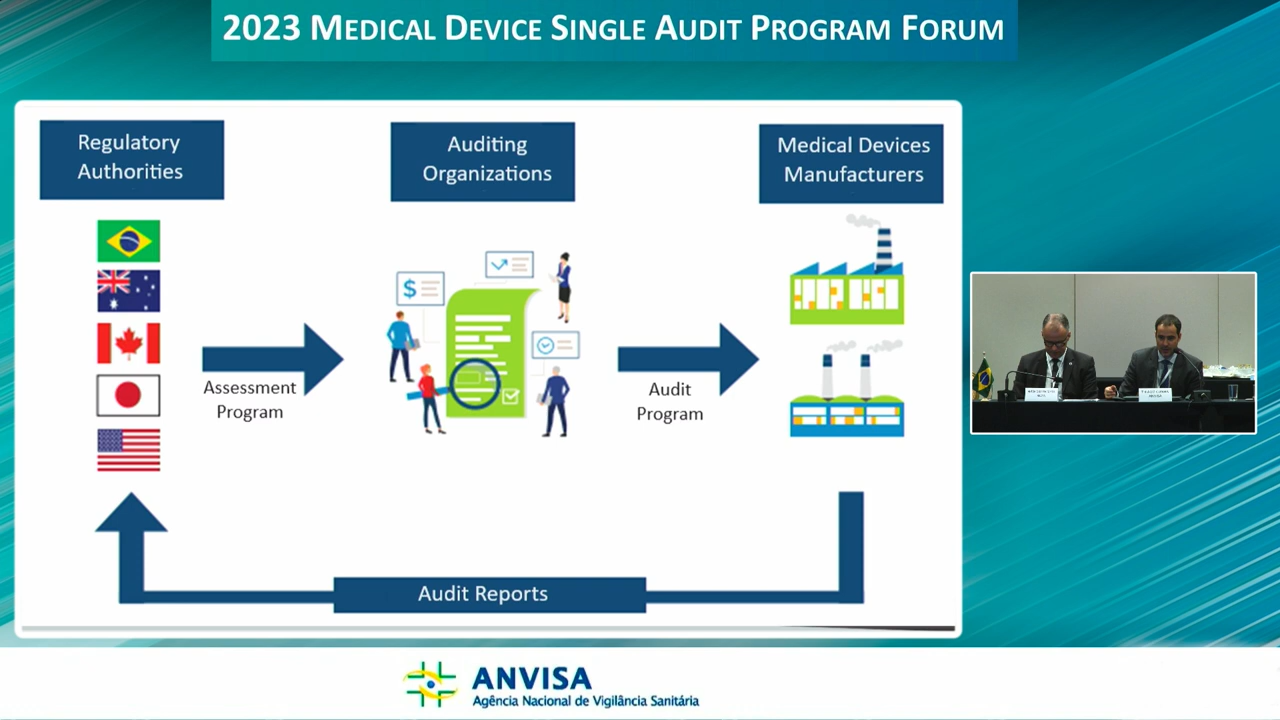 2023 MEDICAL DEVICE SINGLE AUDIT PROGRAM FORUM
Regulatory
Authorities
Auditing
Organizations
Medical Devices
Manufacturers
$
Assessment
Program
Audit
Program
Audit Reports
ANVISA
Agência Nacional de Vigilância Sanitária